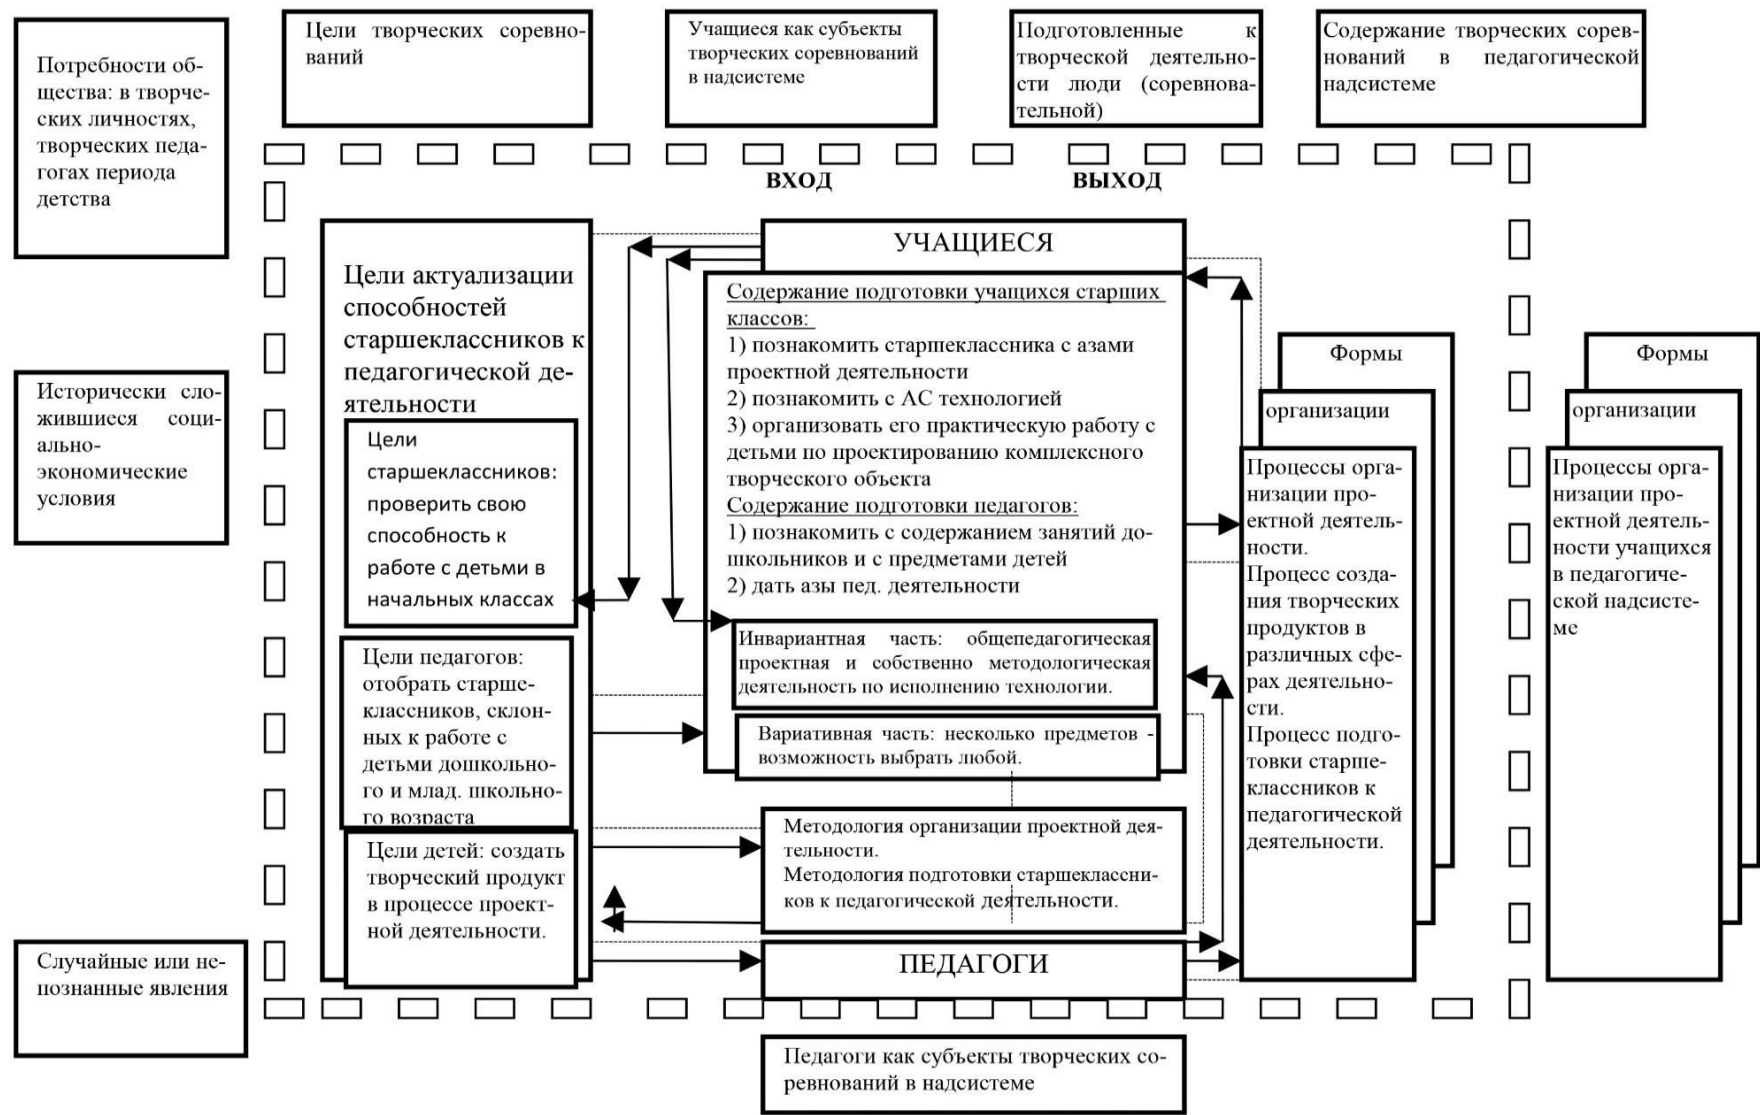 Потребности об-
щества: в творче-
ских личностях,
творческих педа-
гогах периода
детства
Цели творческих соревно-
ваний
Учащиеся как субъекты
творческих соревнований
в надсистеме
Подготовленные к
творческой деятельно-
сти люди (соревнова-
тельной)
Содержание творческих сорев-
нований в педагогической
надсистеме
ВХОД
ВЫХОД
Исторически сло-
жившиеся соци-
ально-
экономические
условия
Случайные или не-
познанные явления
Цели актуализации
способностей
старшеклассников к
педагогической де-
ятельности
Цели
старшеклассников:
проверить свою
способность к
работе с детьми в
начальных классах
Цели педагогов:
отобрать старше-
классников, склон-
ных к работе с
детьми дошкольно-
го и млад. школьно-
го возраста
Цели детей: создать
творческий продукт
в процессе проект-
ной деятельности.
УЧАЩИЕСЯ
Содержание подготовки учащихся старших
классов:
1) познакомить старшеклассника с азами
проектной деятельности
2) познакомить с АС технологией
3) организовать его практическую работу с
детьми по проектированию комплексного
творческого объекта
Содержание подготовки педагогов:
1) познакомить с содержанием занятий до-
школьников и с предметами детей
2) дать азы пед. деятельности
Инвариантная часть: общепедагогическая
проектная и собственно методологическая
деятельность по исполнению технологии.
Вариативная часть: несколько предметов -
возможность выбрать любой.
Методология организации проектной дея-
тельности.
Методология подготовки старшеклассни-
ков к педагогической деятельности.
ПЕДАГОГИ
Педагоги как субъекты творческих со-
ревнований в надсистеме
Формы
организации
Процессы орга-
низации про-
ектной деятель-
ности.
Процесс созда-
ния творческих
продуктов в
различных сфе-
рах деятельно-
сти.
Процесс подго-
товки старше-
классников к
педагогической
деятельности.
Формы
организации
Процессы орга-
низации про-
ектной деятель-
ности учащихся
в педагогиче-
ской надсисте-
ме